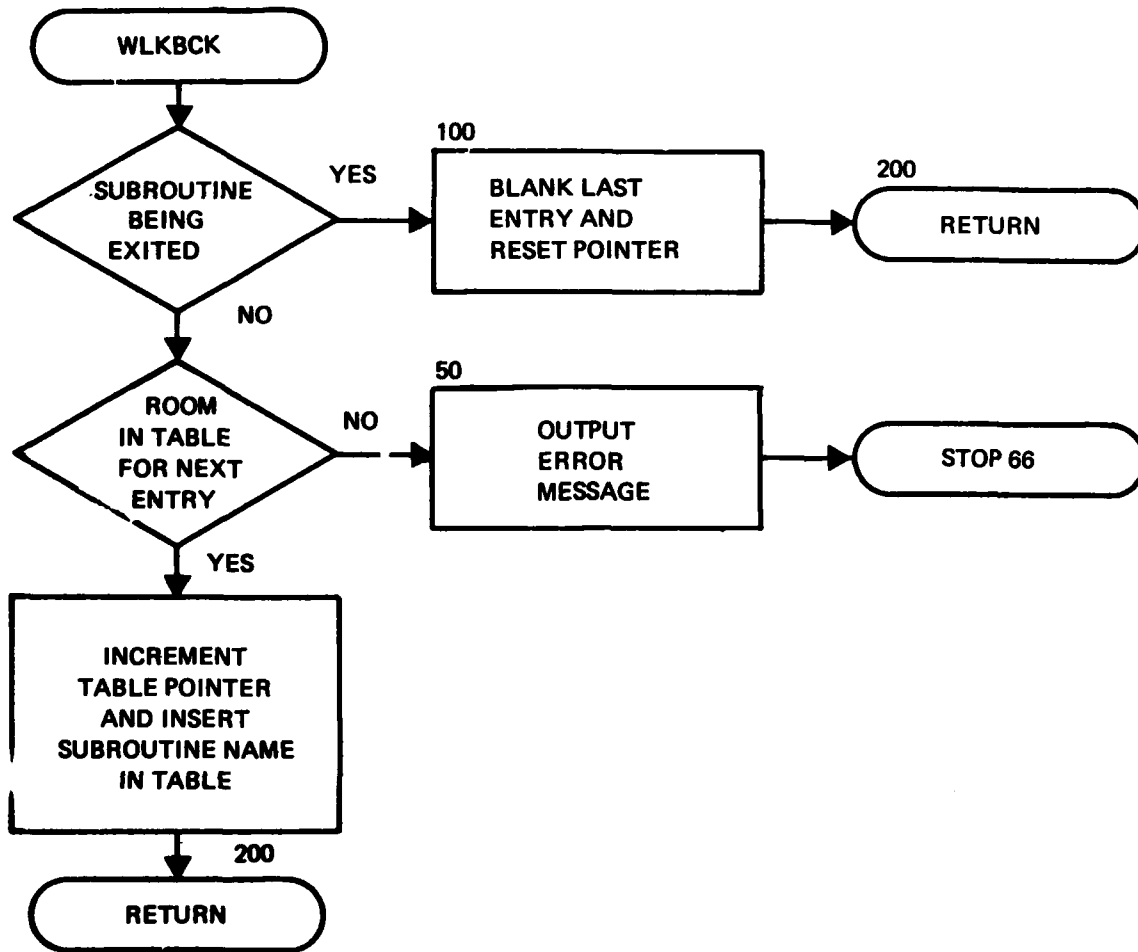 WLKBCK
SUBROUTINE
BEING
EXITED
YES
100
BLANK LAST
ENTRY AND
RESET POINTER
200
RETURN
NO
ROOM
IN TABLE
FOR NEXT
ENTRY
NO
50
OUTPUT
ERROR
MESSAGE
STOP 66
YES
INCREMENT
TABLE POINTER
AND INSERT
SUBROUTINE NAME
IN TABLE
200
RETURN